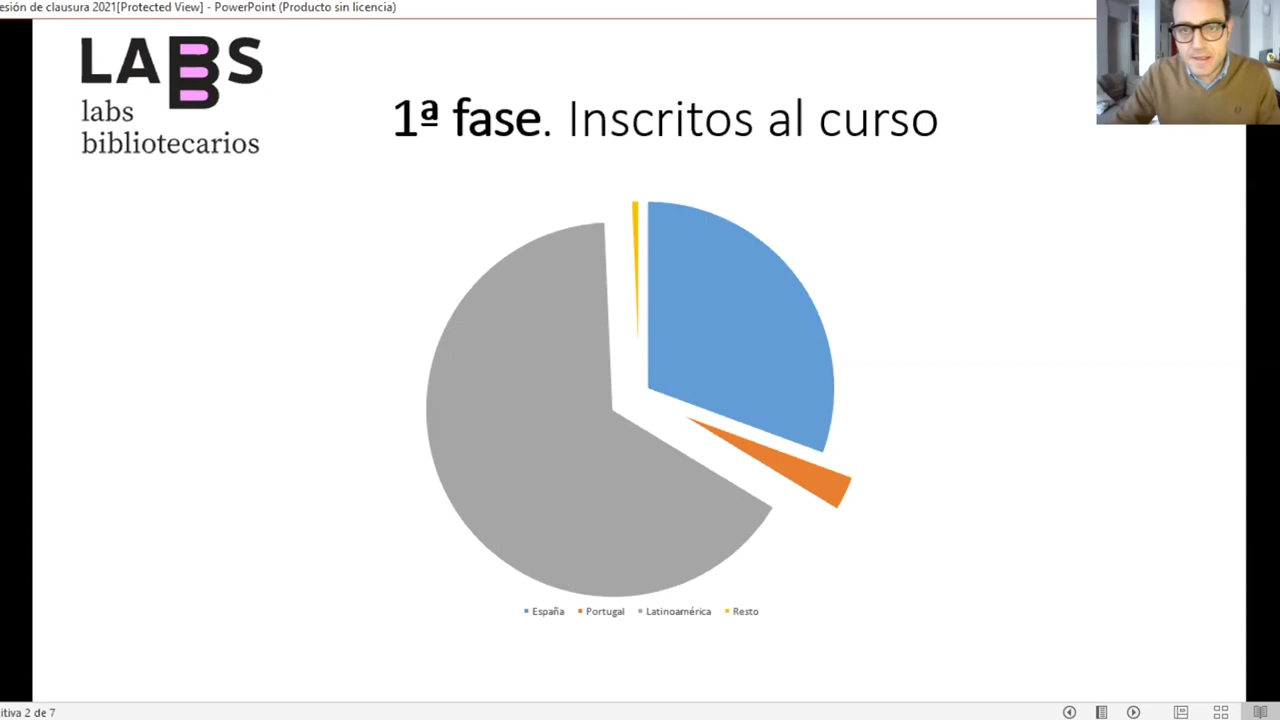 esión de clausura 2021[Protected View] - PowerPoint (Producto sin licencia)
LABS
labs
bibliotecarios
1ª fase. Inscritos al curso
España Portugal Latinoamérica Resto
itiva 2 de 7